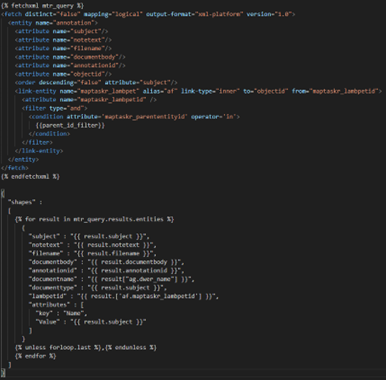 {% fetchxml mtr_query %}
<fetch distinct="false" mapping="logical" output-format="xml-platform" version="1.0">
<entity name="annotation">
<attribute name="subject"/>
<attribute name="notetext"/>
<attribute name="filename"/>
<attribute name="documentbody"/>
<attribute name="annotationid"/>
<attribute name="objectid"/>
<order descending="false" attribute="subject"/>
<link-entity name="maptaskr_lambpet" alias="af" link-type="inner" to="objectid" from="maptaskr_lambpetid">
<attribute name="maptaskr_lambpetid" />
<filter type="and">
<condition attribute='maptaskr_parententityid' operator='in'>
{{parent_id_filter}}
</condition>
</filter>
</link-entity>
</entity>
</fetch>
{% endfetchxml %}
{
"shapes" :
[
{% for result in mtr_query.results.entities %}
{
"subject" : "{{ result.subject }}",
"notetext" : "{{ result.notetext }}",
"filename" : "{{ result.filename }}",
"documentbody" : "{{ result.documentbody }}",
"annotationid" : "{{ result.annotationid }}",
"documentname" : "{{ result["ag.dwer_name"] }}",
"documenttype" : "{{ result.subject }}",
"lambpetid" : "{{ result.['af.maptaskr_lambpetid'] }}",
"attributes" : [
"key" : "Name",
"Value" : "{{ result.subject }}"
]
}
{% unless forloop.last %},{% endunless %}
{% endfor %}
]
}